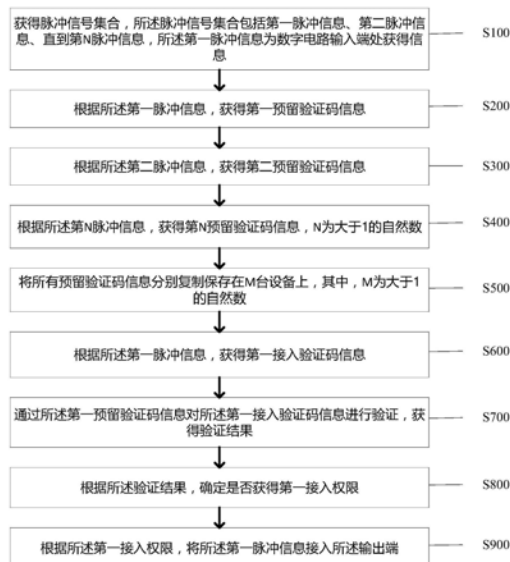 获得脉冲信号集合，所述脉冲信号集合包括第一脉冲信息、第二脉冲信
息、直到第N脉冲信息，所述第一脉冲信息为数字电路输入端处获得信
息
S100
根据所述第一脉冲信息，获得第一预留验证码信息
S200
根据所述第二脉冲信息，获得第二预留验证码信息
S300
根据所述第N脉冲信息，获得第N预留验证码信息，N为大于1的自然数
S400
将所有预留验证码信息分别复制保存在M台设备上，其中，M为大于1
的自然数
S500
根据所述第一脉冲信息，获得第一接入验证码信息
S600
通过所述第一预留验证码信息对所述第一接入验证码信息进行验证，获
得验证结果
S700
根据所述验证结果，确定是否获得第一接入权限
S800
根据所述第一接入权限，将所述第一脉冲信息接入所述输出端
S900